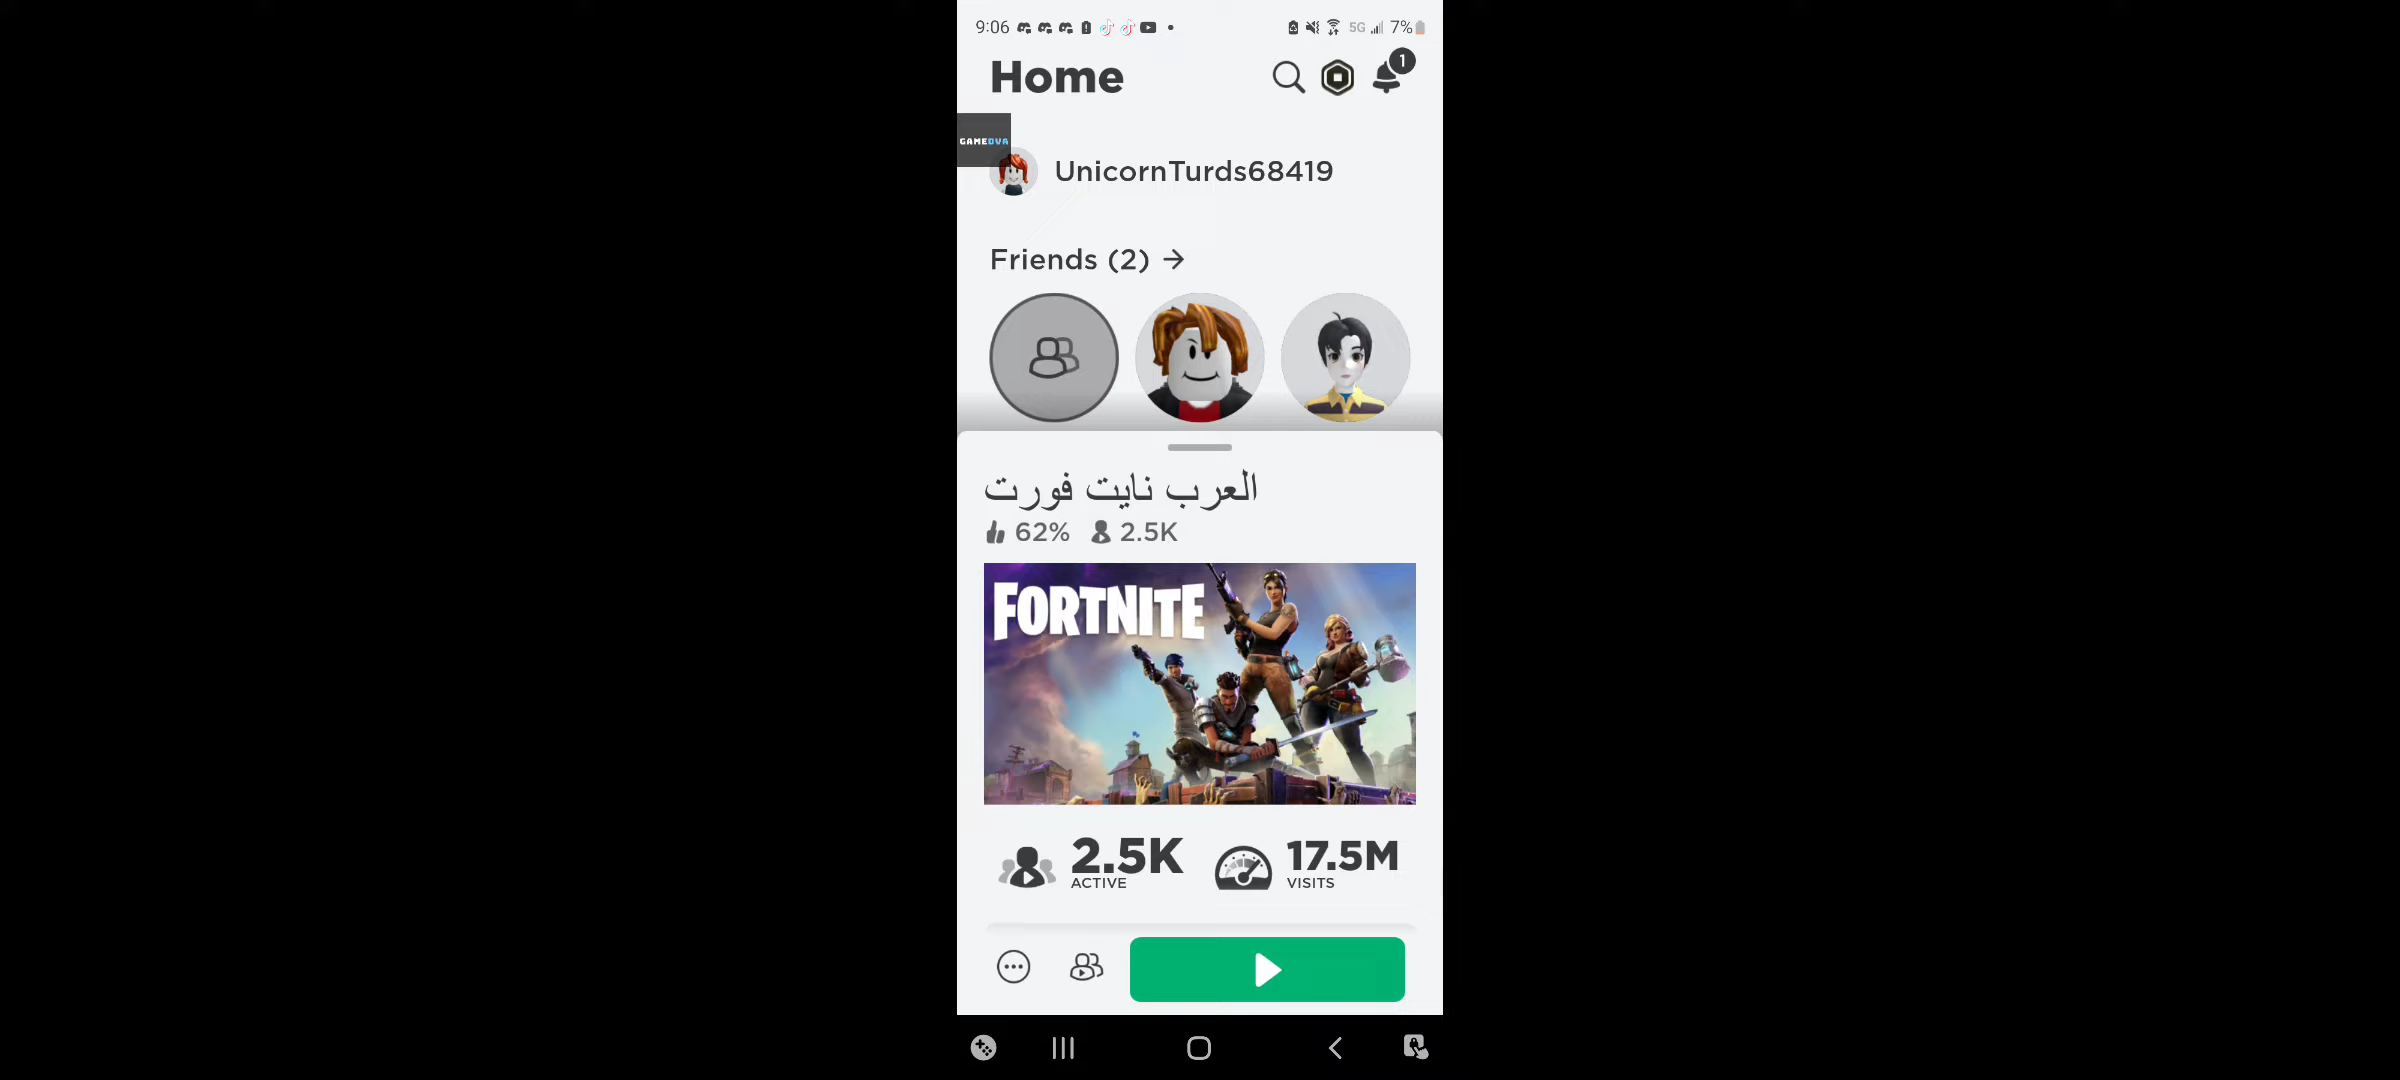 9:06 5G 7%
Home 1
GAMEDVA
UnicornTurds68419
Friends (2) →
العرب نايت فورت
62% 2.5K
FORTNITE
2.5K 17.5M
ACTIVE VISITS